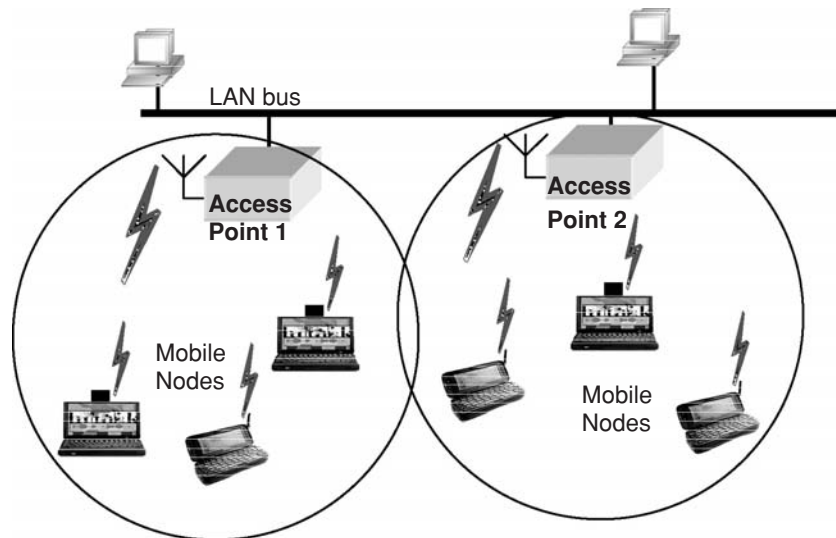 LAN bus
Access
Point 1
Access
Point 2
Mobile
Nodes
Mobile
Nodes